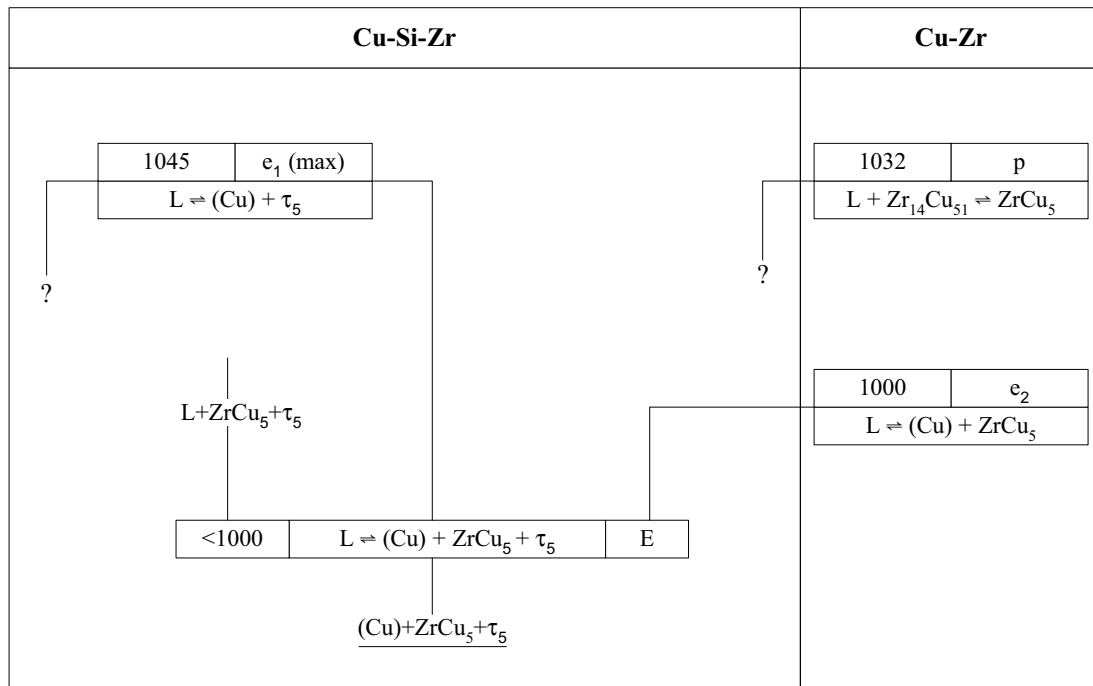 Cu-Si-Zr
Cu-Zr
1045
e₁ (max)
L ⇌ (Cu) + τ₅
?
1032
p
L + Zr₁₄Cu₅₁ ⇌ ZrCu₅
?
L+ZrCu₅+τ₅
1000
e₂
L ⇌ (Cu) + ZrCu₅
<1000
L ⇌ (Cu) + ZrCu₅ + τ₅
E
(Cu)+ZrCu₅+τ₅